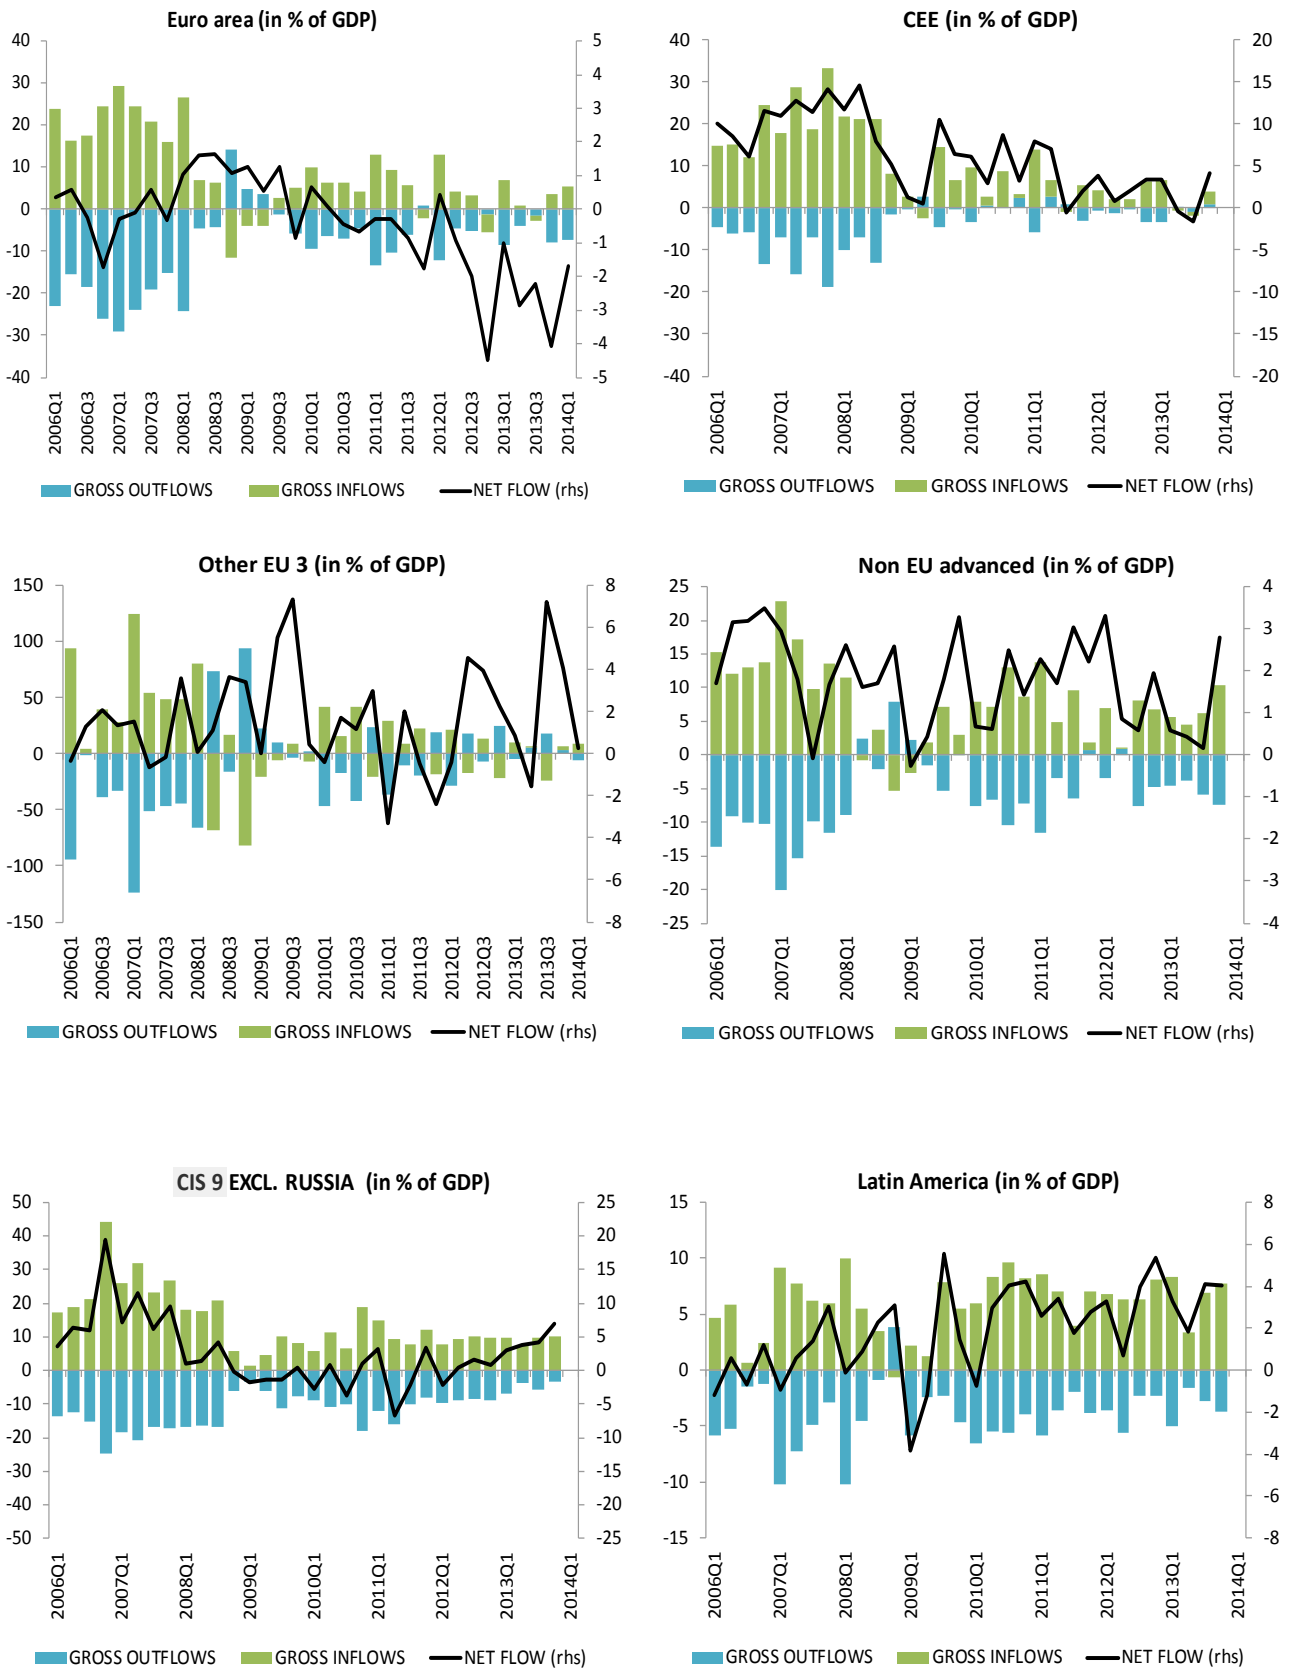 Euro area (in % of GDP)
40
30
20
10
0
-10
-20
-30
-40
5
4
3
2
1
0
-1
-2
-3
-4
-5
2006Q1
2006Q3
2007Q1
2007Q3
2008Q1
2008Q3
2009Q1
2009Q3
2010Q1
2010Q3
2011Q1
2011Q3
2012Q1
2012Q3
2013Q1
2013Q3
2014Q1
GROSS OUTFLOWS GROSS INFLOWS NET FLOW (rhs)
CEE (in % of GDP)
40
30
20
10
0
-10
-20
-30
-40
20
15
10
5
0
-5
-10
-15
-20
2006Q1
2007Q1
2008Q1
2009Q1
2010Q1
2011Q1
2012Q1
2013Q1
2014Q1
GROSS OUTFLOWS GROSS INFLOWS NET FLOW (rhs)
Other EU 3 (in % of GDP)
150
100
50
0
-50
-100
-150
8
6
4
2
0
-2
-4
-6
-8
2006Q1
2006Q3
2007Q1
2007Q3
2008Q1
2008Q3
2009Q1
2009Q3
2010Q1
2010Q3
2011Q1
2011Q3
2012Q1
2012Q3
2013Q1
2013Q3
2014Q1
GROSS OUTFLOWS GROSS INFLOWS NET FLOW (rhs)
Non EU advanced (in % of GDP)
25
20
15
10
5
0
-5
-10
-15
-20
-25
4
3
2
1
0
-1
-2
-3
-4
2006Q1
2007Q1
2008Q1
2009Q1
2010Q1
2011Q1
2012Q1
2013Q1
2014Q1
GROSS OUTFLOWS GROSS INFLOWS NET FLOW (rhs)
CIS 9 EXCL. RUSSIA (in % of GDP)
50
40
30
20
10
0
-10
-20
-30
-40
-50
25
20
15
10
5
0
-5
-10
-15
-20
-25
2006Q1
2007Q1
2008Q1
2009Q1
2010Q1
2011Q1
2012Q1
2013Q1
2014Q1
GROSS OUTFLOWS GROSS INFLOWS NET FLOW (rhs)
Latin America (in % of GDP)
15
10
5
0
-5
-10
-15
8
6
4
2
0
-2
-4
-6
-8
2006Q1
2007Q1
2008Q1
2009Q1
2010Q1
2011Q1
2012Q1
2013Q1
2014Q1
GROSS OUTFLOWS GROSS INFLOWS NET FLOW (rhs)